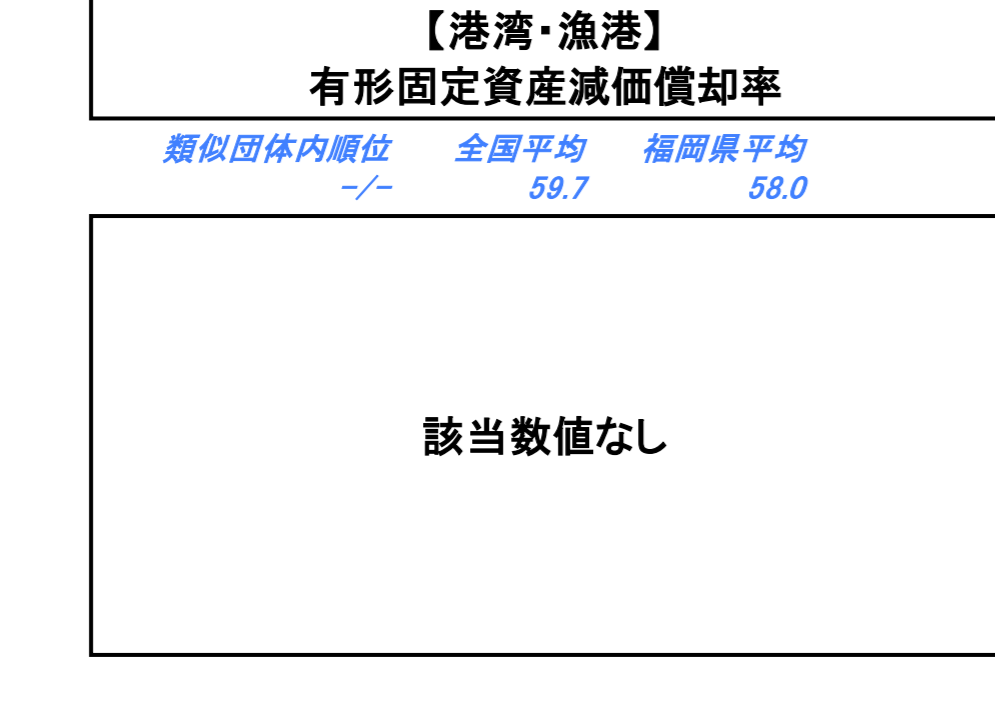 【港湾・漁港】
有形固定資産減価償却率
類似団体内順位 全国平均 福岡県平均
-/- 59.7 58.0
該当数値なし